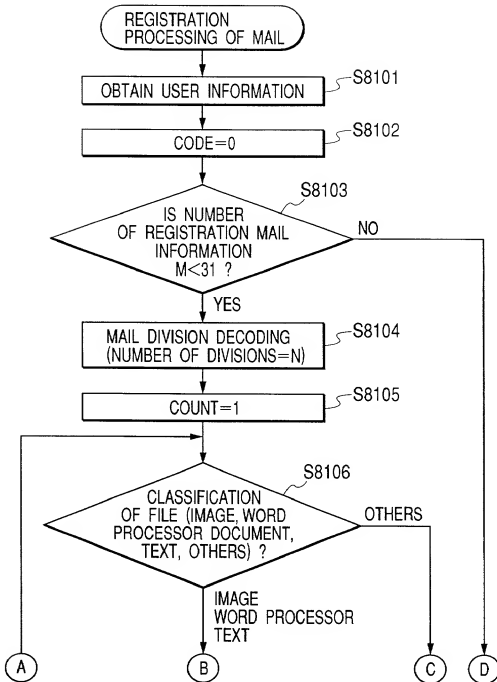 REGISTRATION
PROCESSING OF MAIL
OBTAIN USER INFORMATION
S8101
CODE=0
S8102
S8103
IS NUMBER
OF REGISTRATION MAIL
INFORMATION
M<31 ?
NO
YES
MAIL DIVISION DECODING
(NUMBER OF DIVISIONS=N)
S8104
COUNT=1
S8105
S8106
CLASSIFICATION
OF FILE (IMAGE, WORD
PROCESSOR DOCUMENT,
TEXT, OTHERS) ?
OTHERS
IMAGE
WORD PROCESSOR
TEXT
A
B
C
D